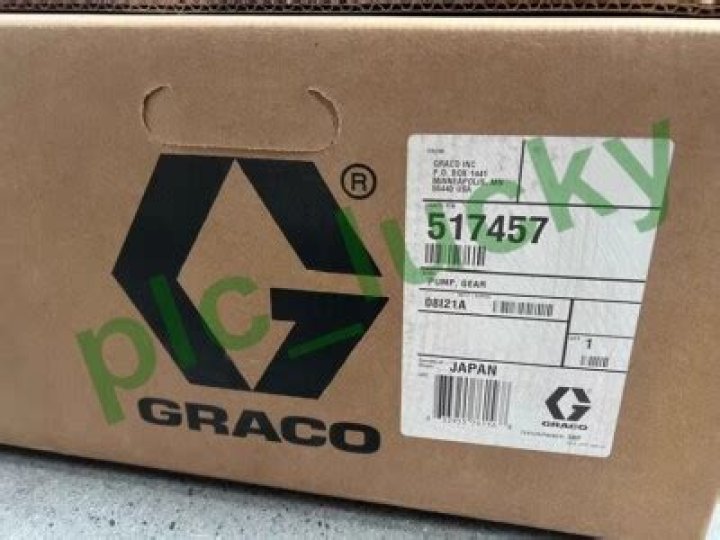 ®
GRACO
GRACO INC
P.O. BOX 1441
MINNEAPOLIS, MN
55440 USA
517457
PUMP, GEAR
08I21A
1
JAPAN
GRACO
plc_lucky